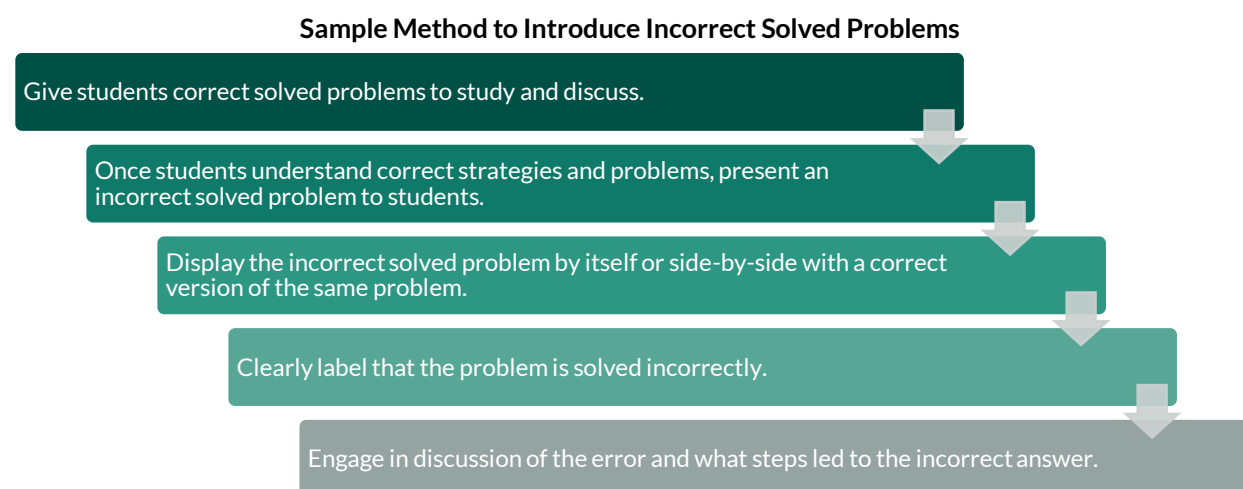 Sample Method to Introduce Incorrect Solved Problems
Give students correct solved problems to study and discuss.
Once students understand correct strategies and problems, present an
incorrect solved problem to students.
Display the incorrect solved problem by itself or side-by-side with a correct
version of the same problem.
Clearly label that the problem is solved incorrectly.
Engage in discussion of the error and what steps led to the incorrect answer.